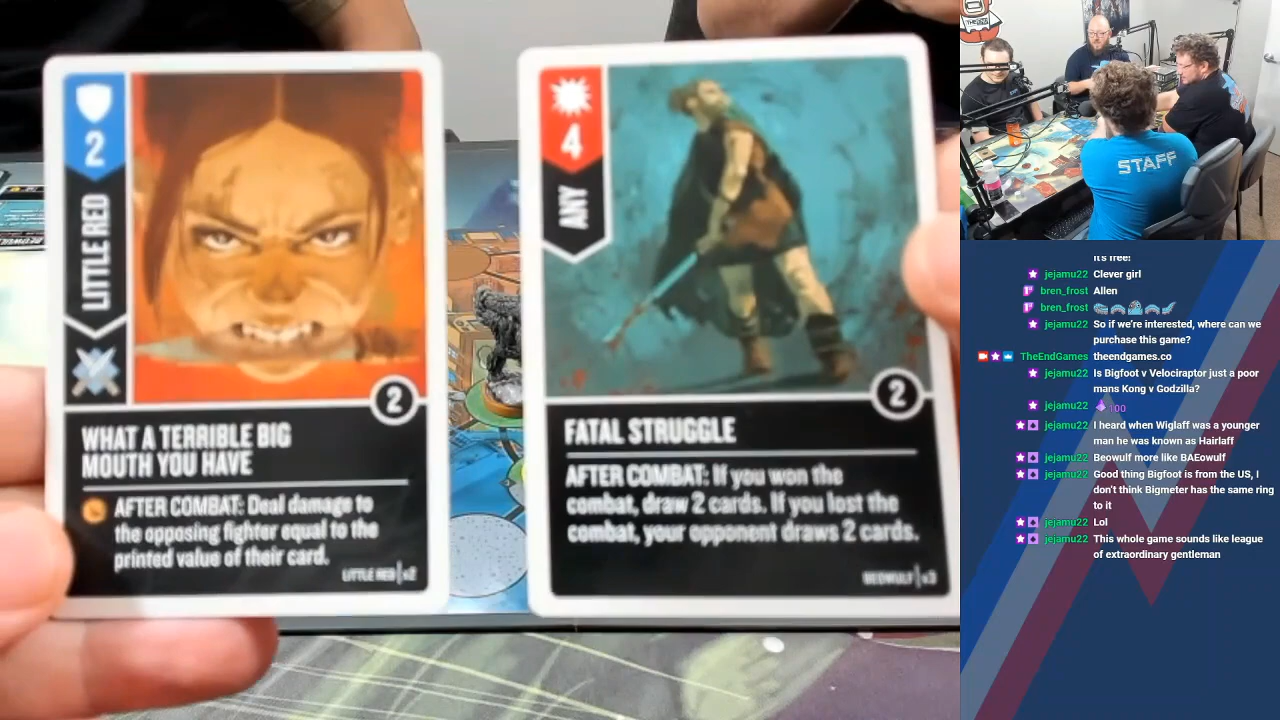 2
LITTLE RED
2
WHAT A TERRIBLE BIG
MOUTH YOU HAVE
AFTER COMBAT: Deal damage to
the opposing fighter equal to the
printed value of their card.
LITTLE RED x2
4
ANY
2
FATAL STRUGGLE
AFTER COMBAT: If you won the
combat, draw 2 cards. If you lost the
combat, your opponent draws 2 cards.
BEOWULF x3
STAFF
it's free!
jejamu22 Clever girl
bren_frost Allen
bren_frost
jejamu22 So if we're interested, where can we
purchase this game?
TheEndGames theendgames.co
jejamu22 Is Bigfoot v Velociraptor just a poor
mans Kong v Godzilla?
jejamu22 100
jejamu22 I heard when Wiglaff was a younger
man he was known as Hairlaff
jejamu22 Beowulf more like BAEowulf
jejamu22 Good thing Bigfoot is from the US, I
don't think Bigmeter has the same ring
to it
jejamu22 Lol
jejamu22 This whole game sounds like league
of extraordinary gentleman